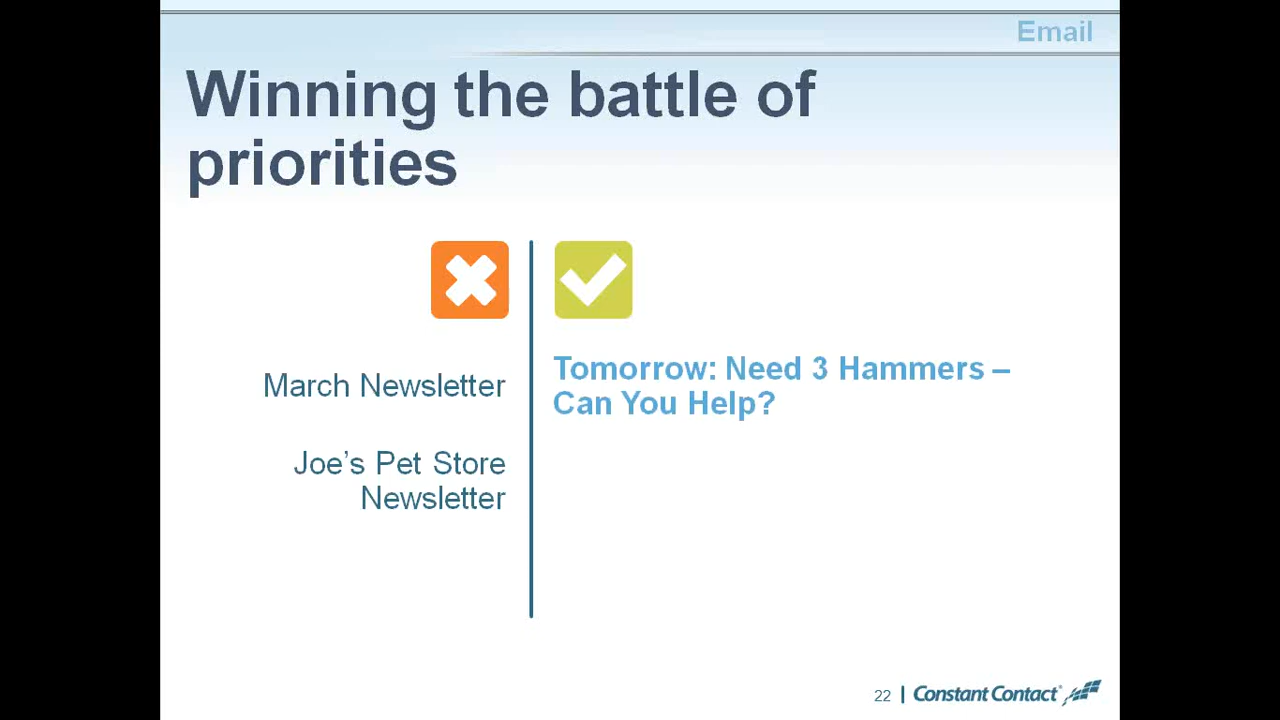 Email
Winning the battle of
priorities
March Newsletter
Tomorrow: Need 3 Hammers –
Can You Help?
Joe’s Pet Store
Newsletter
22 | Constant Contact®